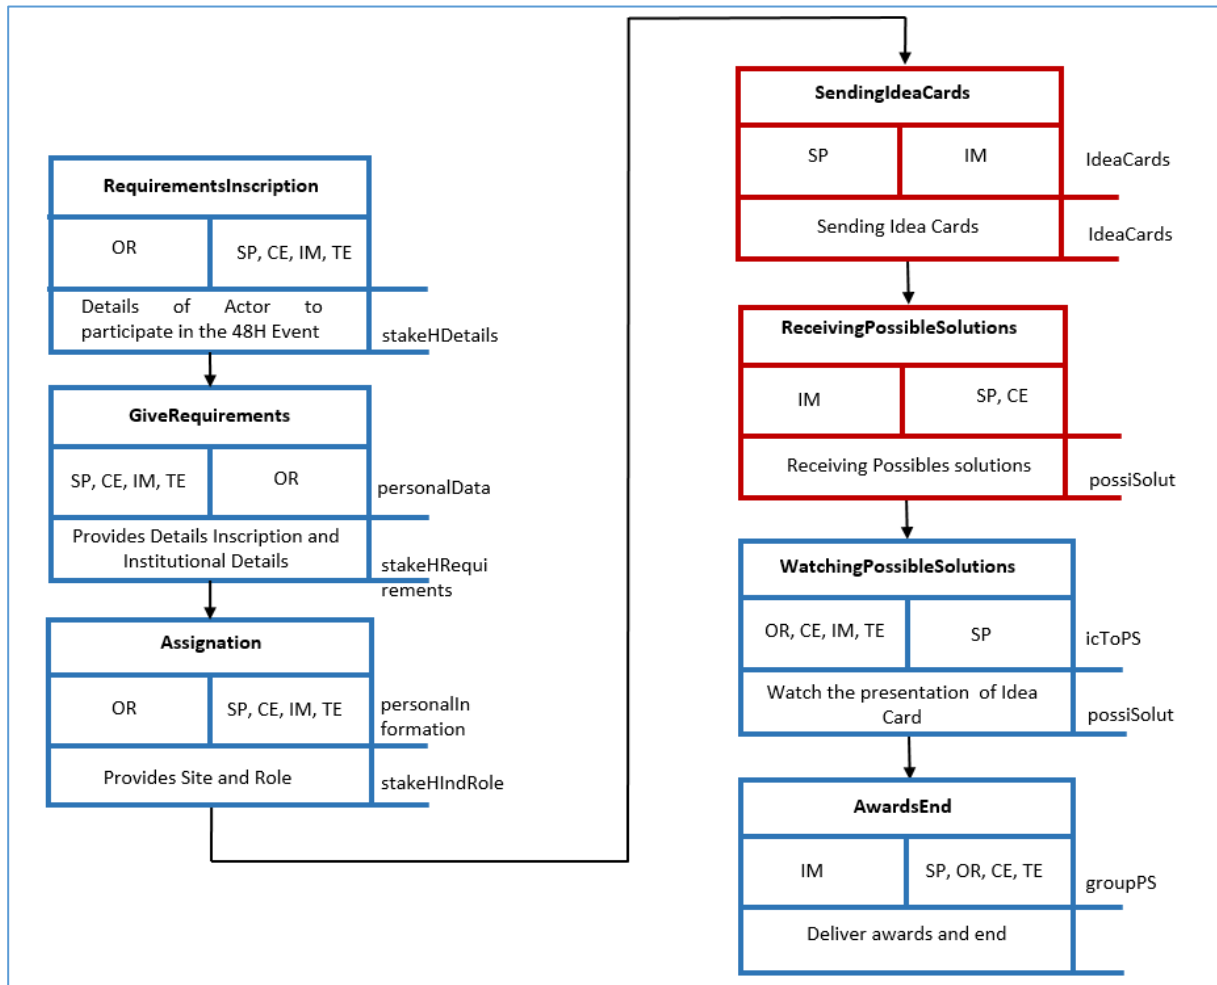 RequirementsInscription
OR
SP, CE, IM, TE
Details of Actor to
participate in the 48H Event
stakeHDetails
GiveRequirements
SP, CE, IM, TE
OR
personalData
Provides Details Inscription and
Institutional Details
stakeHRequi
rements
Assignation
OR
SP, CE, IM, TE
personalIn
formation
Provides Site and Role
stakeHIndRole
SendingIdeaCards
SP
IM
IdeaCards
Sending Idea Cards
IdeaCards
ReceivingPossibleSolutions
IM
SP, CE
Receiving Possibles solutions
possiSolut
WatchingPossibleSolutions
OR, CE, IM, TE
SP
icToPS
Watch the presentation of Idea
Card
possiSolut
AwardsEnd
IM
SP, OR, CE, TE
groupPS
Deliver awards and end